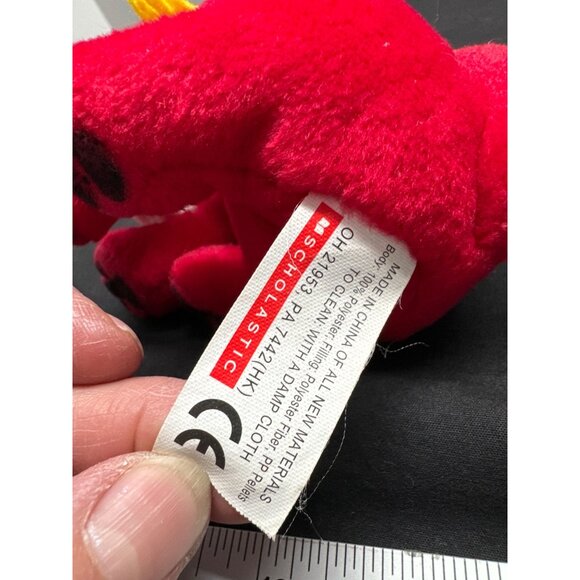 SCHOLASTIC
OH 21953, PA 7442(HK)
MADE IN CHINA OF ALL NEW MATERIALS
Body:100%Polyester; Filling: Polyester Fiber, PP Pellets
TO CLEAN: WITH A DAMP CLOTH
CE